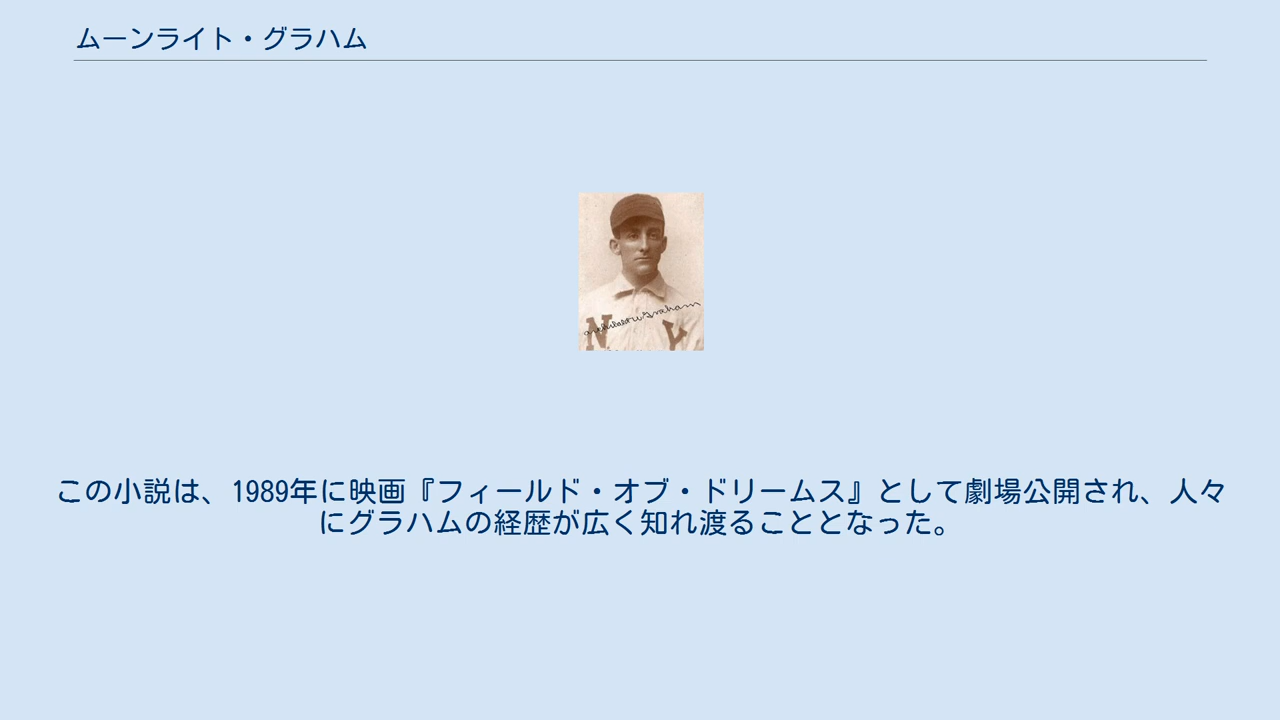 ムーンライト・グラハム
N Y
Archibald W Graham
この小説は、1989年に映画『フィールド・オブ・ドリームス』として劇場公開され、人々
にグラハムの経歴が広く知れ渡ることとなった。